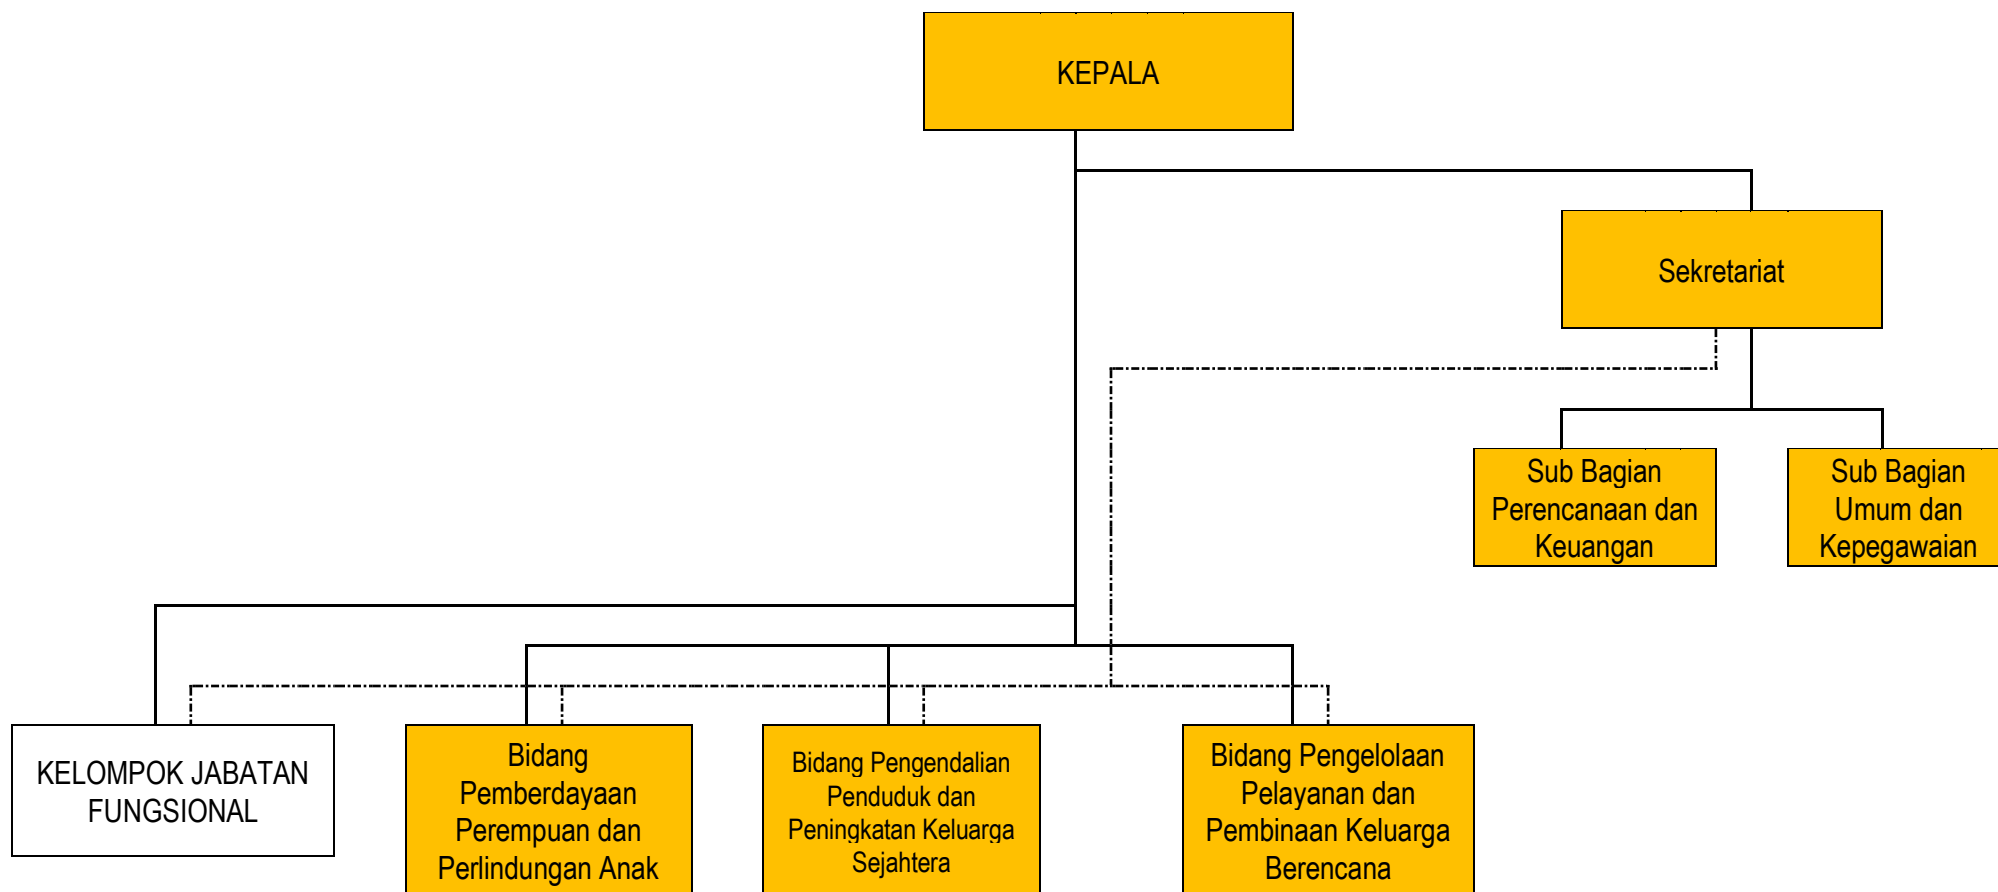 KEPALA
Sekretariat
Sub Bagian
Perencanaan dan
Keuangan
Sub Bagian
Umum dan
Kepegawaian
KELOMPOK JABATAN
FUNGSIONAL
Bidang
Pemberdayaan
Perempuan dan
Perlindungan Anak
Bidang Pengendalian
Penduduk dan
Peningkatan Keluarga
Sejahtera
Bidang Pengelolaan
Pelayanan dan
Pembinaan Keluarga
Berencana